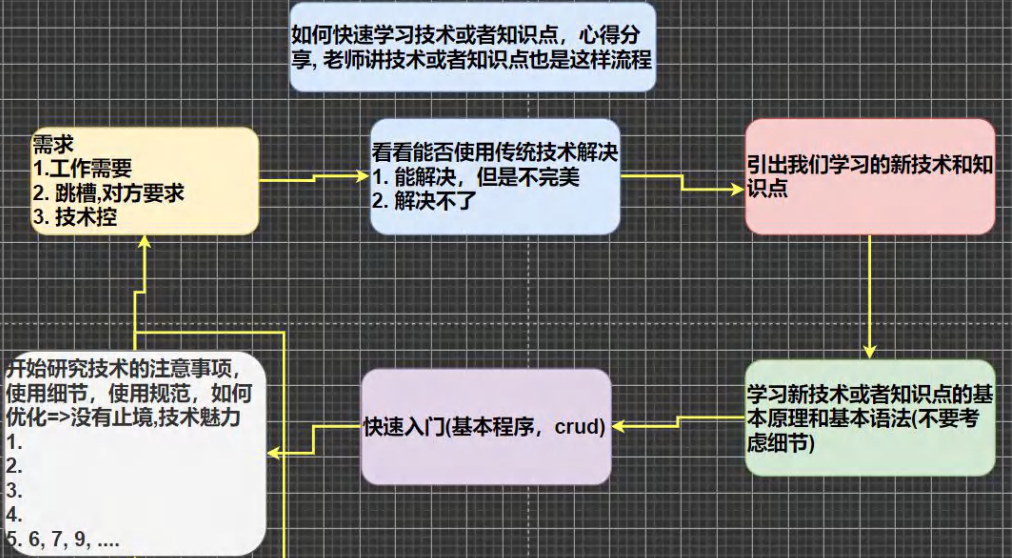 如何快速学习技术或者知识点，心得分
享, 老师讲技术或者知识点也是这样流程
需求
1.工作需要
2. 跳槽,对方要求
3. 技术控
看看能否使用传统技术解决
1. 能解决，但是不完美
2. 解决不了
引出我们学习的新技术和知
识点
学习新技术或者知识点的基
本原理和基本语法(不要考
虑细节)
快速入门(基本程序，crud)
开始研究技术的注意事项，
使用细节，使用规范，如何
优化=>没有止境,技术魅力
1.
2.
3.
4.
5. 6, 7, 9, ....